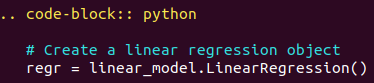 .. code-block:: python
# Create a linear regression object
regr = linear_model.LinearRegression()